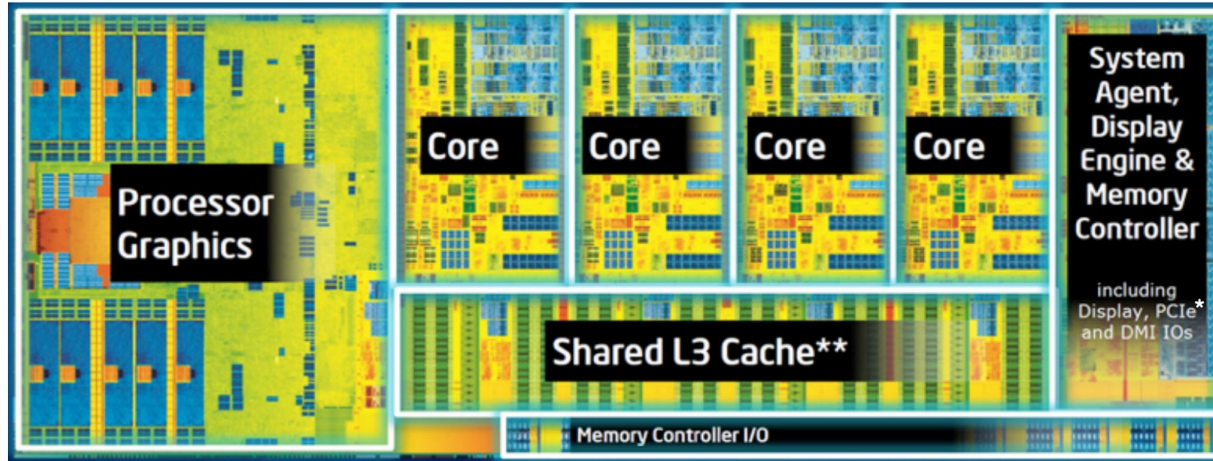 Processor
Graphics
Core
Core
Core
Core
System
Agent,
Display
Engine &
Memory
Controller
including
Display, PCIe*
and DMI IOs
Shared L3 Cache**
Memory Controller I/O